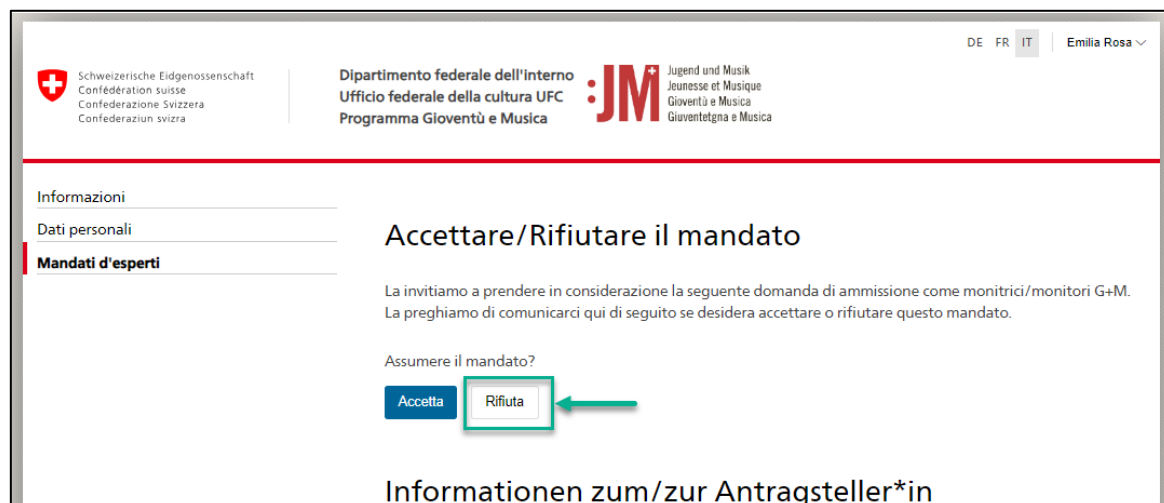 DE FR IT Emilia Rosa
Schweizerische Eidgenossenschaft
Confédération suisse
Confederazione Svizzera
Confederaziun svizra
Dipartimento federale dell'interno
Ufficio federale della cultura UFC
Programma Gioventù e Musica
:JM
Jugend und Musik
Jeunesse et Musique
Gioventù e Musica
Giuventetgna e Musica
Informazioni
Dati personali
Mandati d'esperti
Accettare/Rifiutare il mandato
La invitiamo a prendere in considerazione la seguente domanda di ammissione come monitrici/monitori G+M.
La preghiamo di comunicarci qui di seguito se desidera accettare o rifiutare questo mandato.
Assumere il mandato?
Accetta Rifiuta
Informationen zum/zur Antragsteller*in